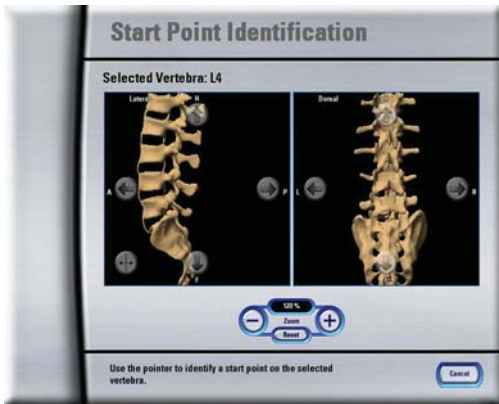 Start Point Identification
Selected Vertebra: L4
Lateral
H
Dorsal
A
P
L
R
F
120 %
Zoom
Reset
Use the pointer to identify a start point on the selected
vertebra.
Cancel